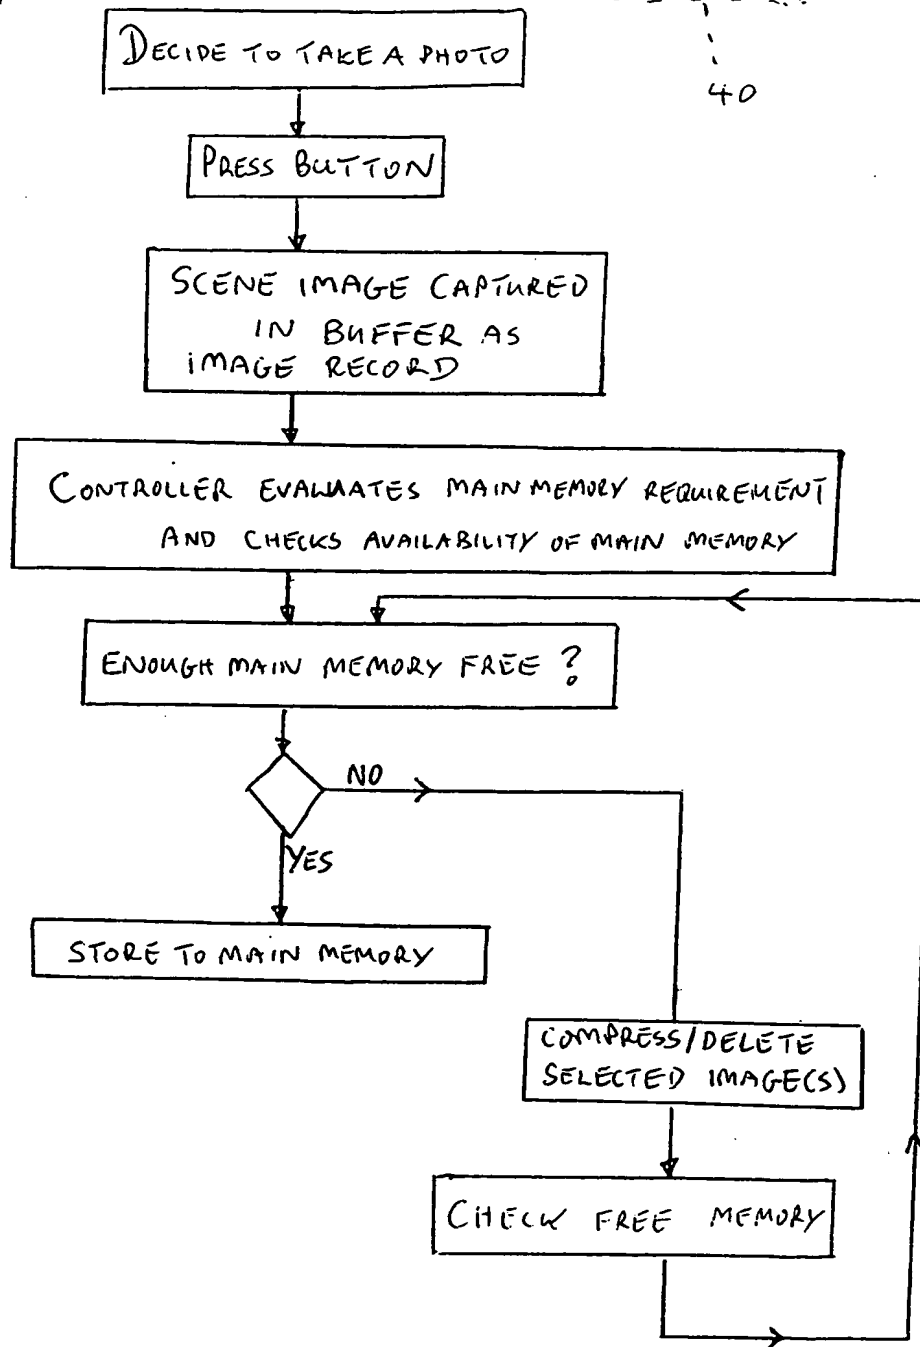 DECIDE TO TAKE A PHOTO
40
PRESS BUTTON
SCENE IMAGE CAPTURED
IN BUFFER AS
IMAGE RECORD
CONTROLLER EVALUATES MAIN MEMORY REQUIREMENT
AND CHECKS AVAILABILITY OF MAIN MEMORY
ENOUGH MAIN MEMORY FREE ?
NO
YES
STORE TO MAIN MEMORY
COMPRESS/DELETE
SELECTED IMAGE(S)
CHECK FREE MEMORY